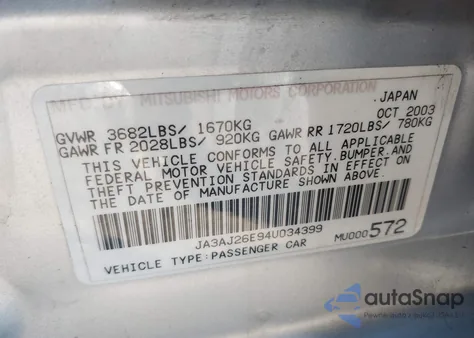 MFD BY MITSUBISHI MOTORS CORPORATION
JAPAN
OCT 2003
GVWR 3682LBS/ 1670KG
GAWR FR 2028LBS/ 920KG GAWR RR 1720LBS/ 780KG
THIS VEHICLE CONFORMS TO ALL APPLICABLE
FEDERAL MOTOR VEHICLE SAFETY,BUMPER,AND
THEFT PREVENTION STANDARDS IN EFFECT ON
THE DATE OF MANUFACTURE SHOWN ABOVE.
JA3AJ26E94U034399
MU000572
VEHICLE TYPE:PASSENGER CAR
autaSnap